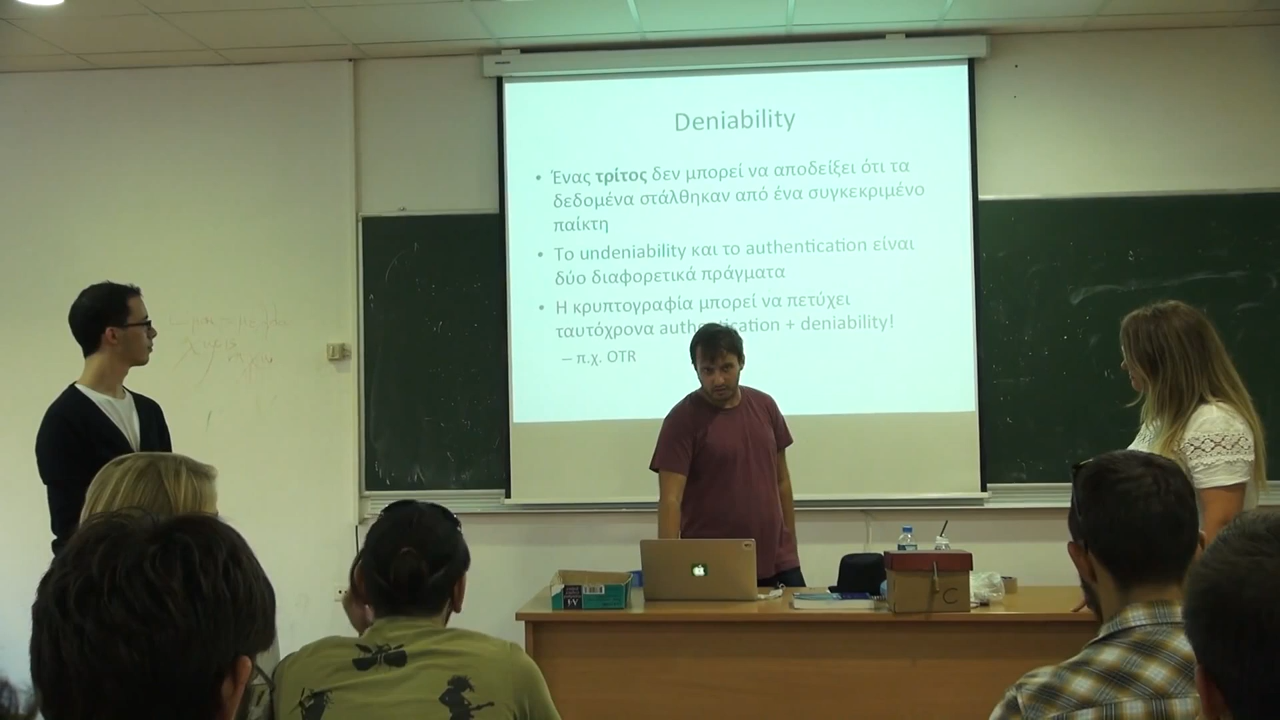 Deniability
• Ένας τρίτος δεν μπορεί να αποδείξει ότι τα
δεδομένα στάλθηκαν από ένα συγκεκριμένο
παίκτη
• Το undeniability και το authentication είναι
δύο διαφορετικά πράγματα
• Η κρυπτογραφία μπορεί να πετύχει
ταυτόχρονα authentication + deniability!
– π.χ. OTR
C